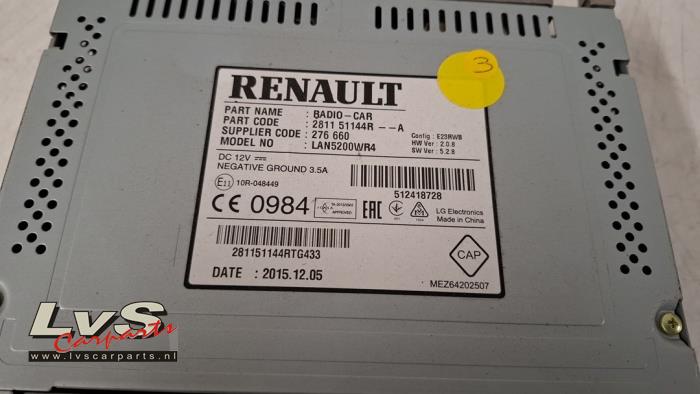 3
RENAULT
PART NAME : RADIO-CAR
PART CODE : 2811 51144R --A
SUPPLIER CODE : 276 660
MODEL NO : LAN5200WR4
Config : E23RWB
HW Ver : 2.0.8
SW Ver : 5.2.8
DC 12V
NEGATIVE GROUND 3.5A
E11 10R-048449
512418728
CE 0984
APPROVED
EAC
LG Electronics
Made in China
281151144RTG433
CAP
DATE : 2015.12.05
MEZ64202507
LvS
Carparts
www.lvscarparts.nl